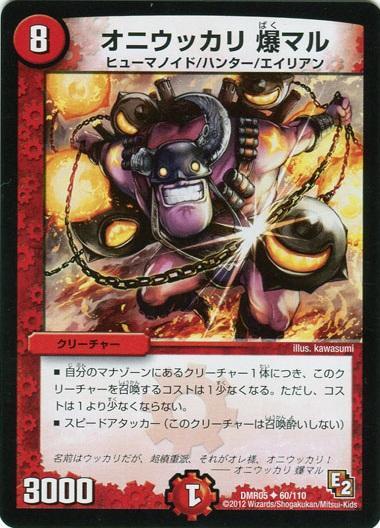 8
オニウッカリ 爆マル
ばく
ヒューマノイド/ハンター/エイリアン
illus. kawasumi
クリーチャー
■ 自分のマナゾーンにあるクリーチャー1体につき、このク
リーチャーを召喚するコストは1少なくなる。ただし、コス
トは1より少なくならない。
■ スピードアタッカー(このクリーチャーは召喚酔いしない)
名前はウッカリだが、超橋重派、それがオレ様、オニウッカリ!
—— オニウッカリ 爆マル
3000
1
DMR05 ◆ 60/110
©2012 Wizards/Shogakukan/Mitsui-Kids
E2